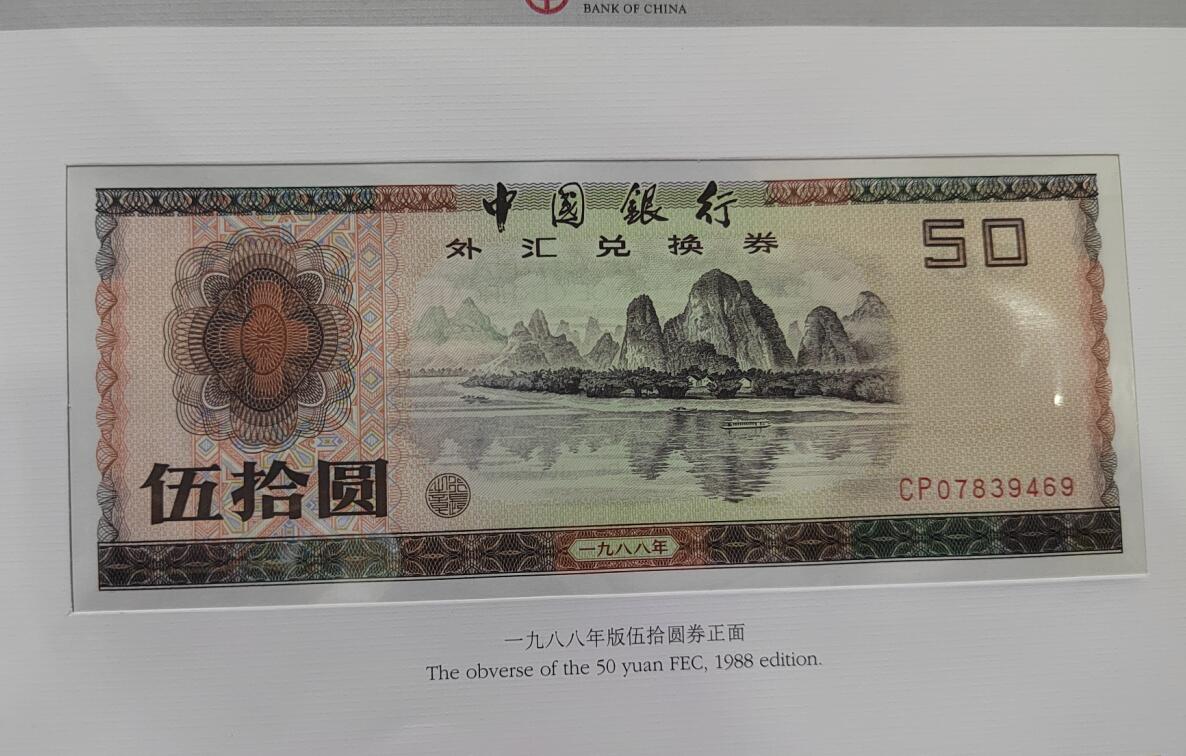 BANK OF CHINA
中国銀行
外汇兑换券
50
伍拾圆
CP07839469
一九八八年
一九八八年版伍拾圆券正面
The obverse of the 50 yuan FEC, 1988 edition.